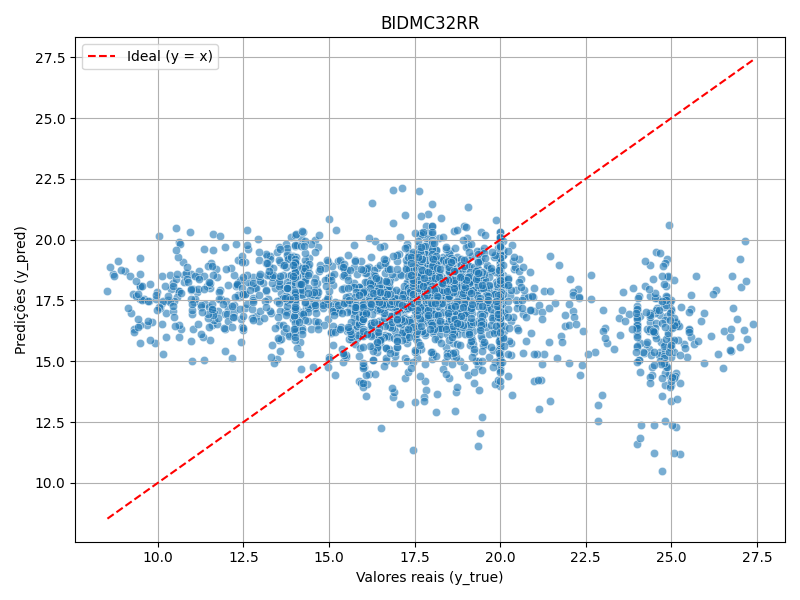 BIDMC32RR
Ideal (y = x)
27.5
25.0
22.5
20.0
17.5
15.0
12.5
10.0
Predições (y_pred)
10.0 12.5 15.0 17.5 20.0 22.5 25.0 27.5
Valores reais (y_true)